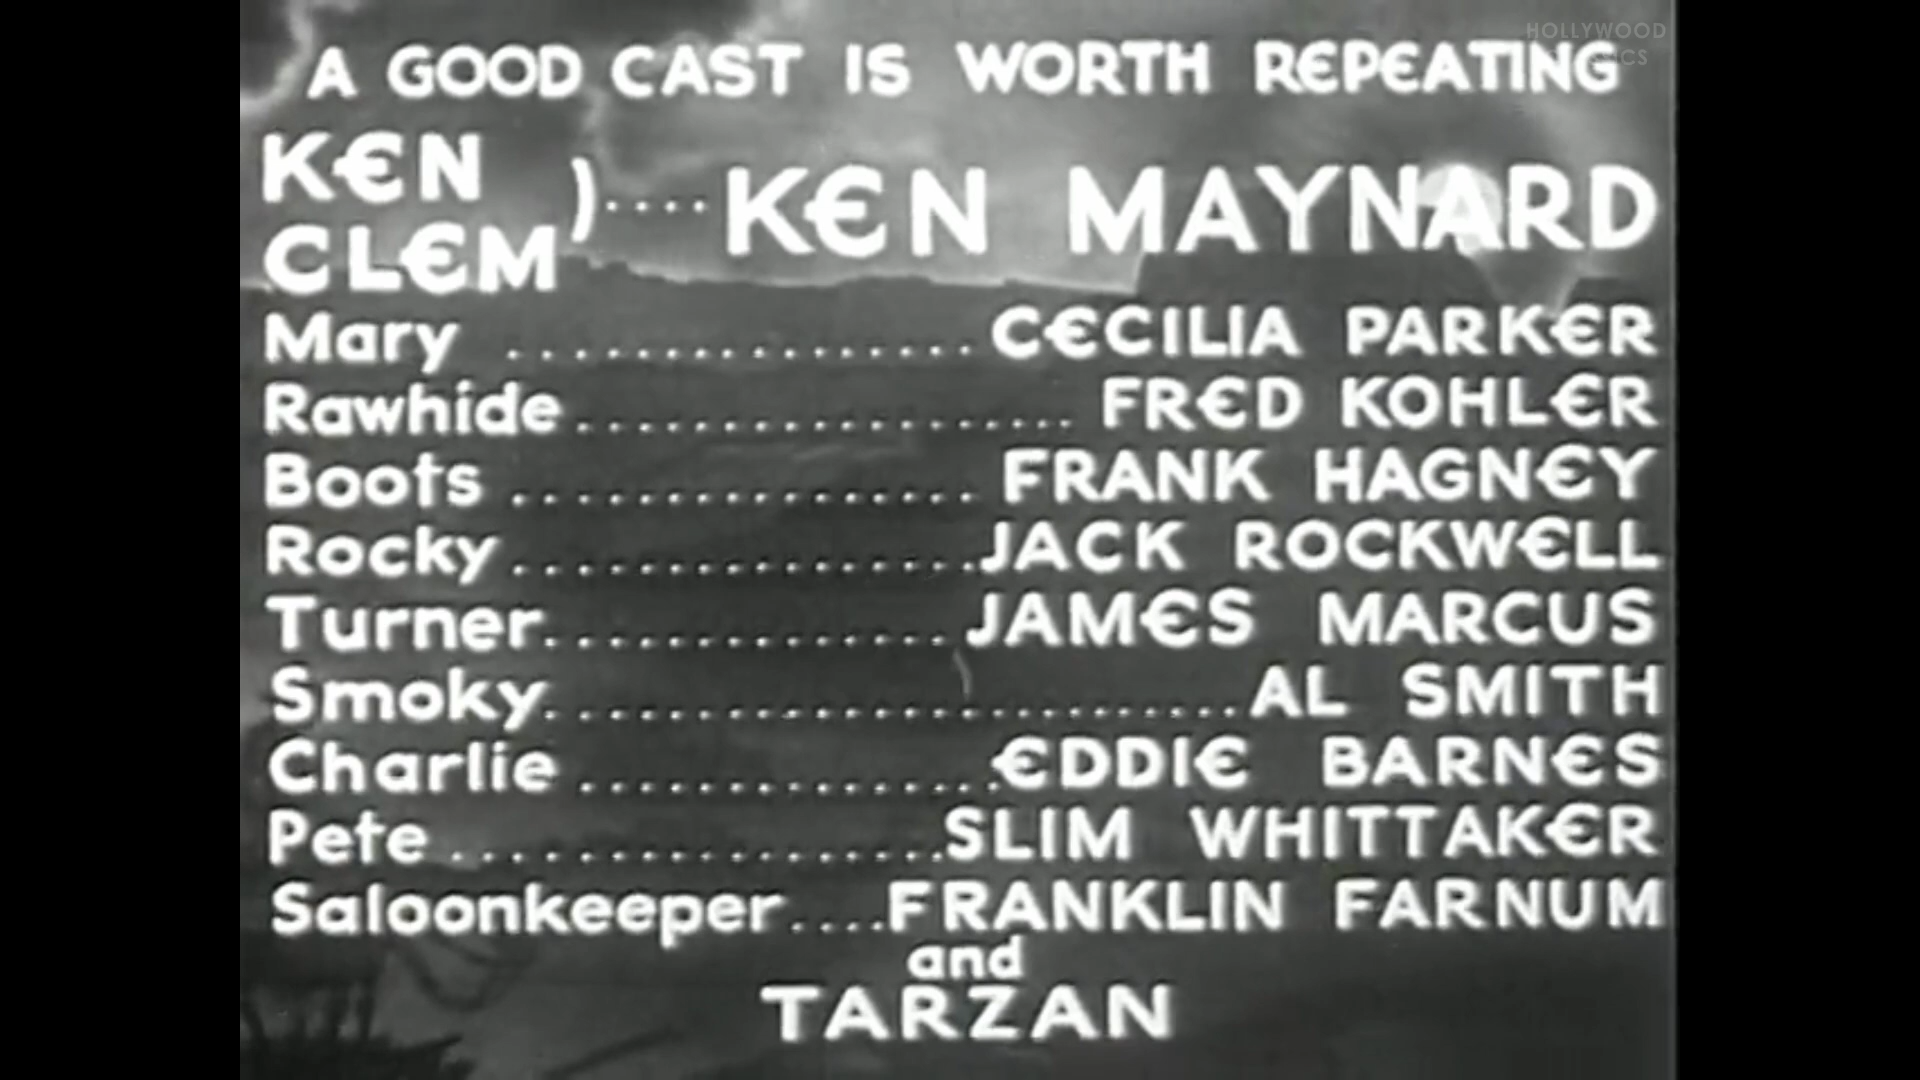 HOLLYWOOD
A GOOD CAST IS WORTH REPEATING
KEN
CLEM ).... KEN MAYNARD
Mary ................. CECILIA PARKER
Rawhide .................. FRED KOHLER
Boots ................ FRANK HAGNEY
Rocky ................. JACK ROCKWELL
Turner ............... JAMES MARCUS
Smoky ........................ AL SMITH
Charlie .............. EDDIE BARNES
Pete ................ SLIM WHITTAKER
Saloonkeeper .... FRANKLIN FARNUM
and
TARZAN